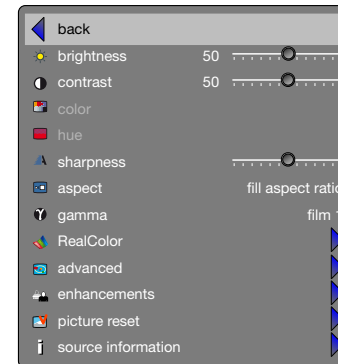 back
brightness 50
contrast 50
color
hue
sharpness
aspect fill aspect ratio
gamma film 1
RealColor
advanced
enhancements
picture reset
source information